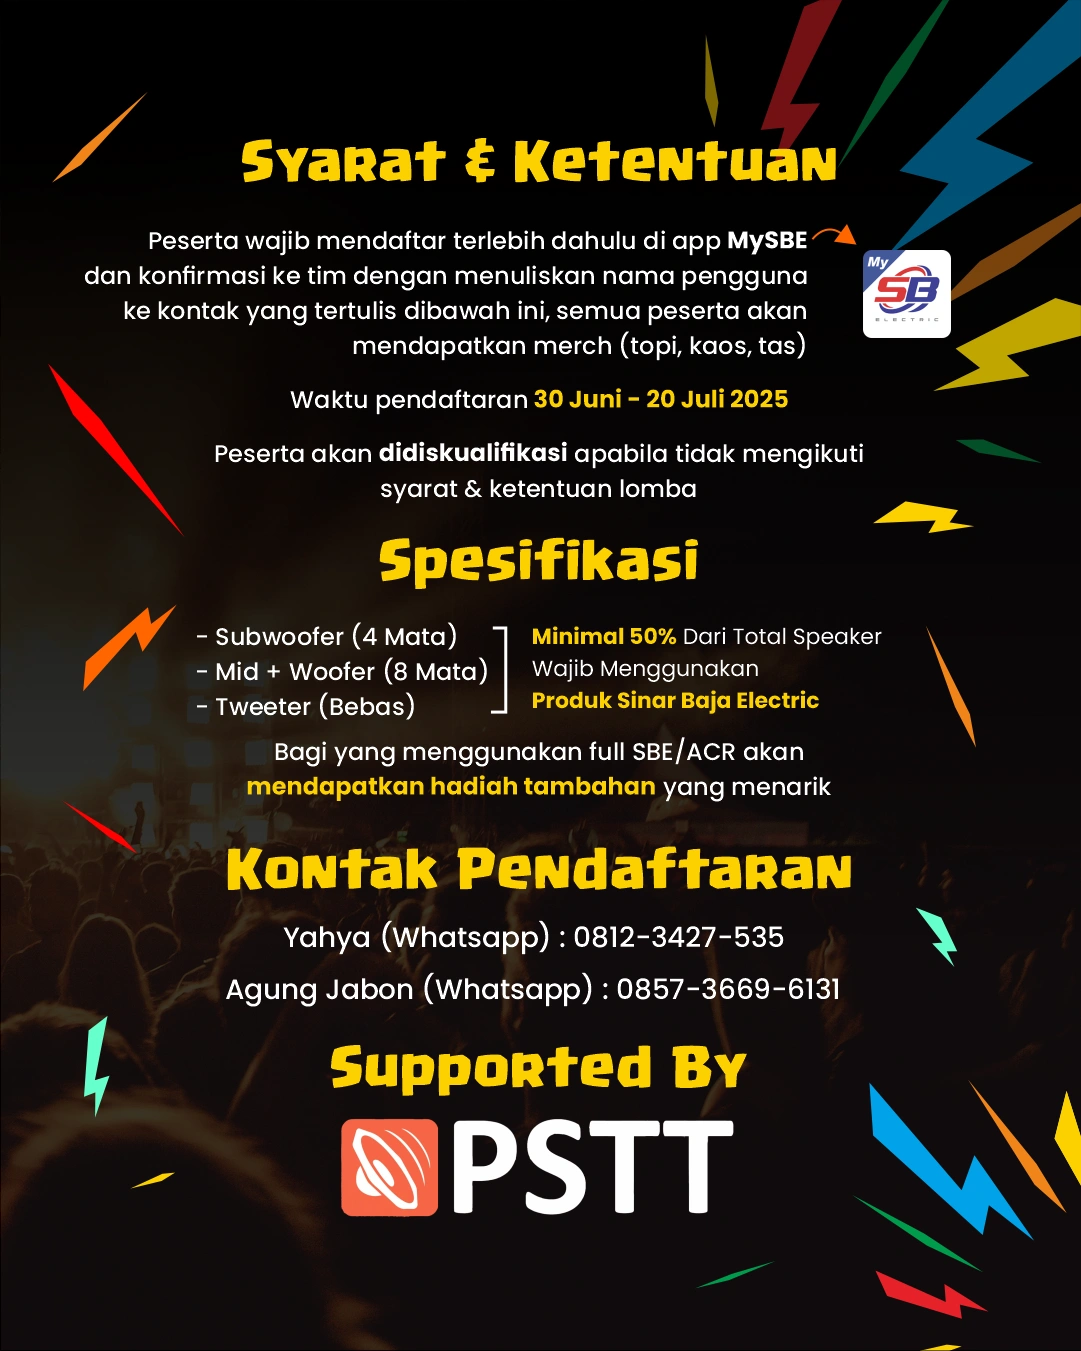 Syarat & Ketentuan
Peserta wajib mendaftar terlebih dahulu di app MySBE
dan konfirmasi ke tim dengan menuliskan nama pengguna
ke kontak yang tertulis dibawah ini, semua peserta akan
mendapatkan merch (topi, kaos, tas)
My
SB
ELECTRIC
Waktu pendaftaran 30 Juni - 20 Juli 2025
Peserta akan didiskualifikasi apabila tidak mengikuti
syarat & ketentuan lomba
Spesifikasi
- Subwoofer (4 Mata)
- Mid + Woofer (8 Mata)
- Tweeter (Bebas)
Minimal 50% Dari Total Speaker
Wajib Menggunakan
Produk Sinar Baja Electric
Bagi yang menggunakan full SBE/ACR akan
mendapatkan hadiah tambahan yang menarik
Kontak Pendaftaran
Yahya (Whatsapp) : 0812-3427-535
Agung Jabon (Whatsapp) : 0857-3669-6131
Supported By
PSTT